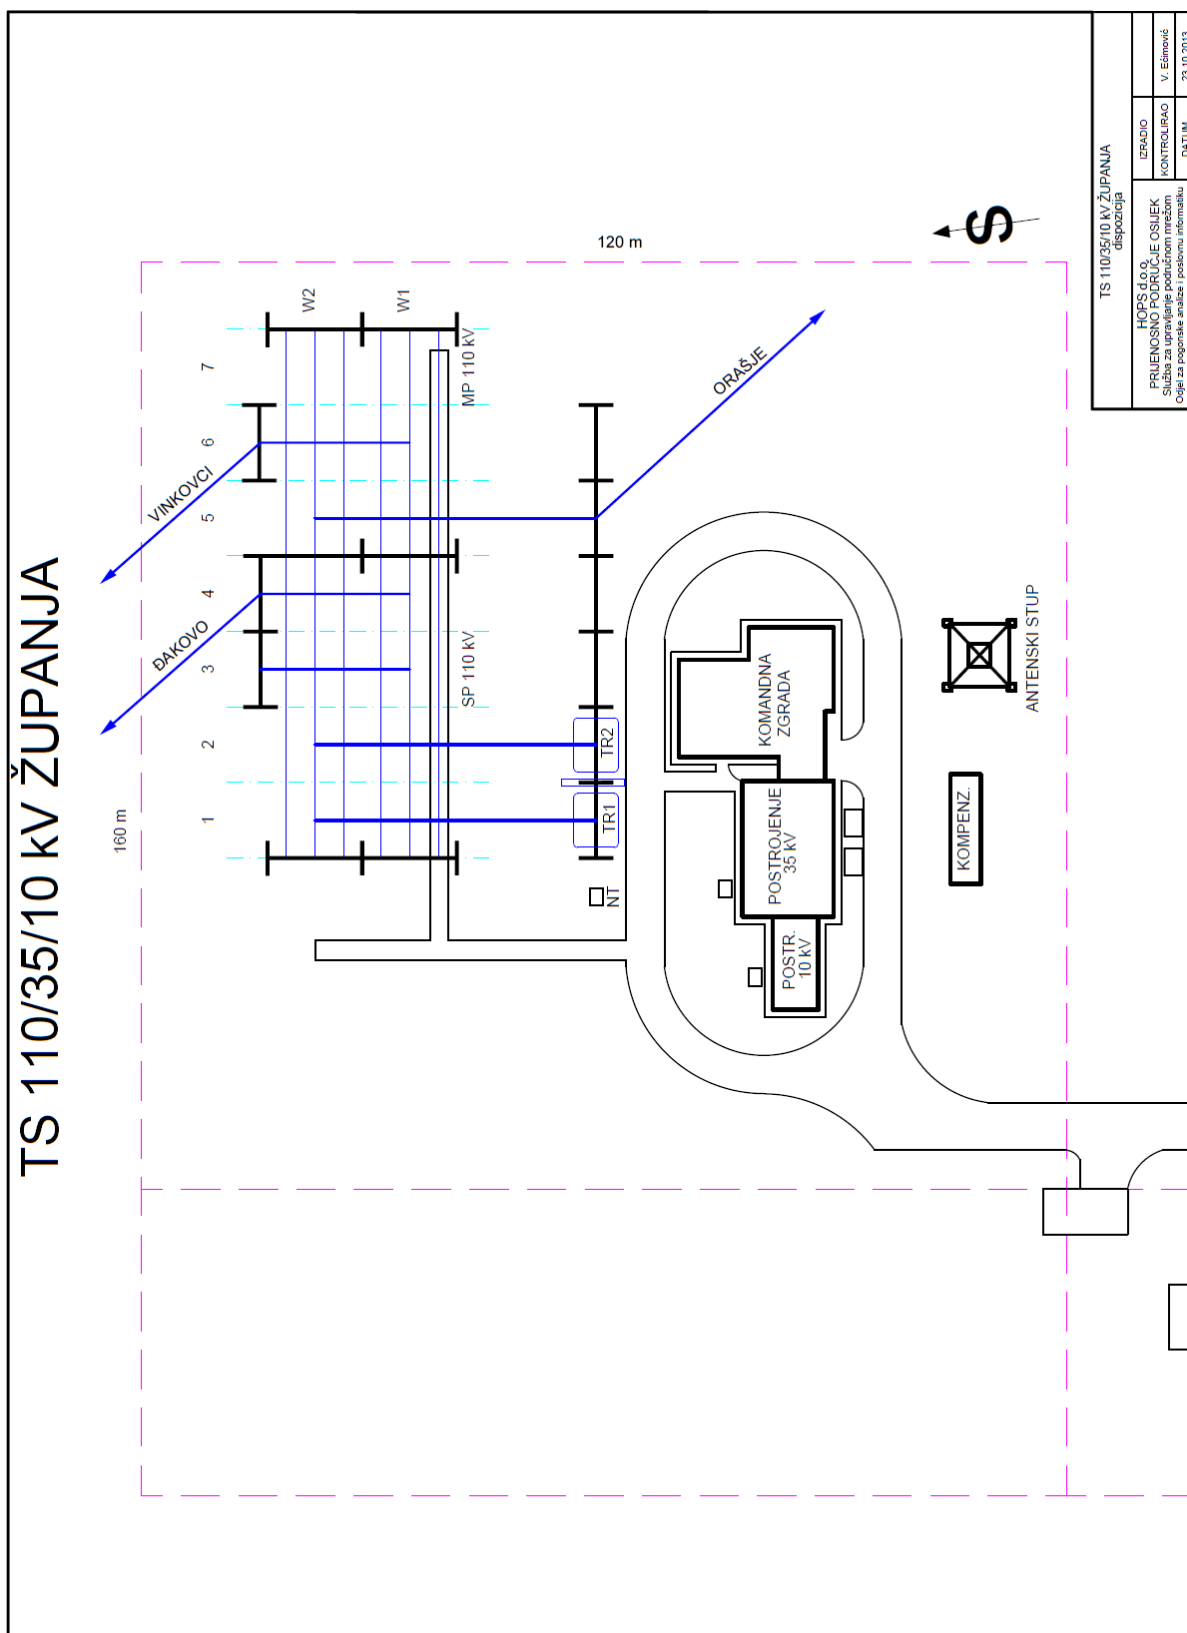 TS 110/35/10 kV ŽUPANJA
160 m
120 m
1
2
3
4
5
6
7
W2
W1
VINKOVCI
ĐAKOVO
ORAŠJE
MP 110 kV
SP 110 kV
TR1
TR2
NT
KOMANDNA
ZGRADA
POSTROJENJE
35 kV
POSTR.
10 kV
KOMPENZ.
ANTENSKI STUP
S
TS 110/35/10 kV ŽUPANJA
dispozicija
HOPS d.o.o.
PRIJENOSNO PODRUČJE OSIJEK
Služba za upravljanje područnom mrežom
Odjel za pogonske analize i poslovnu informatiku
IZRADIO
KONTROLIRAO V. Ećimović
DATUM 23.10.2013.